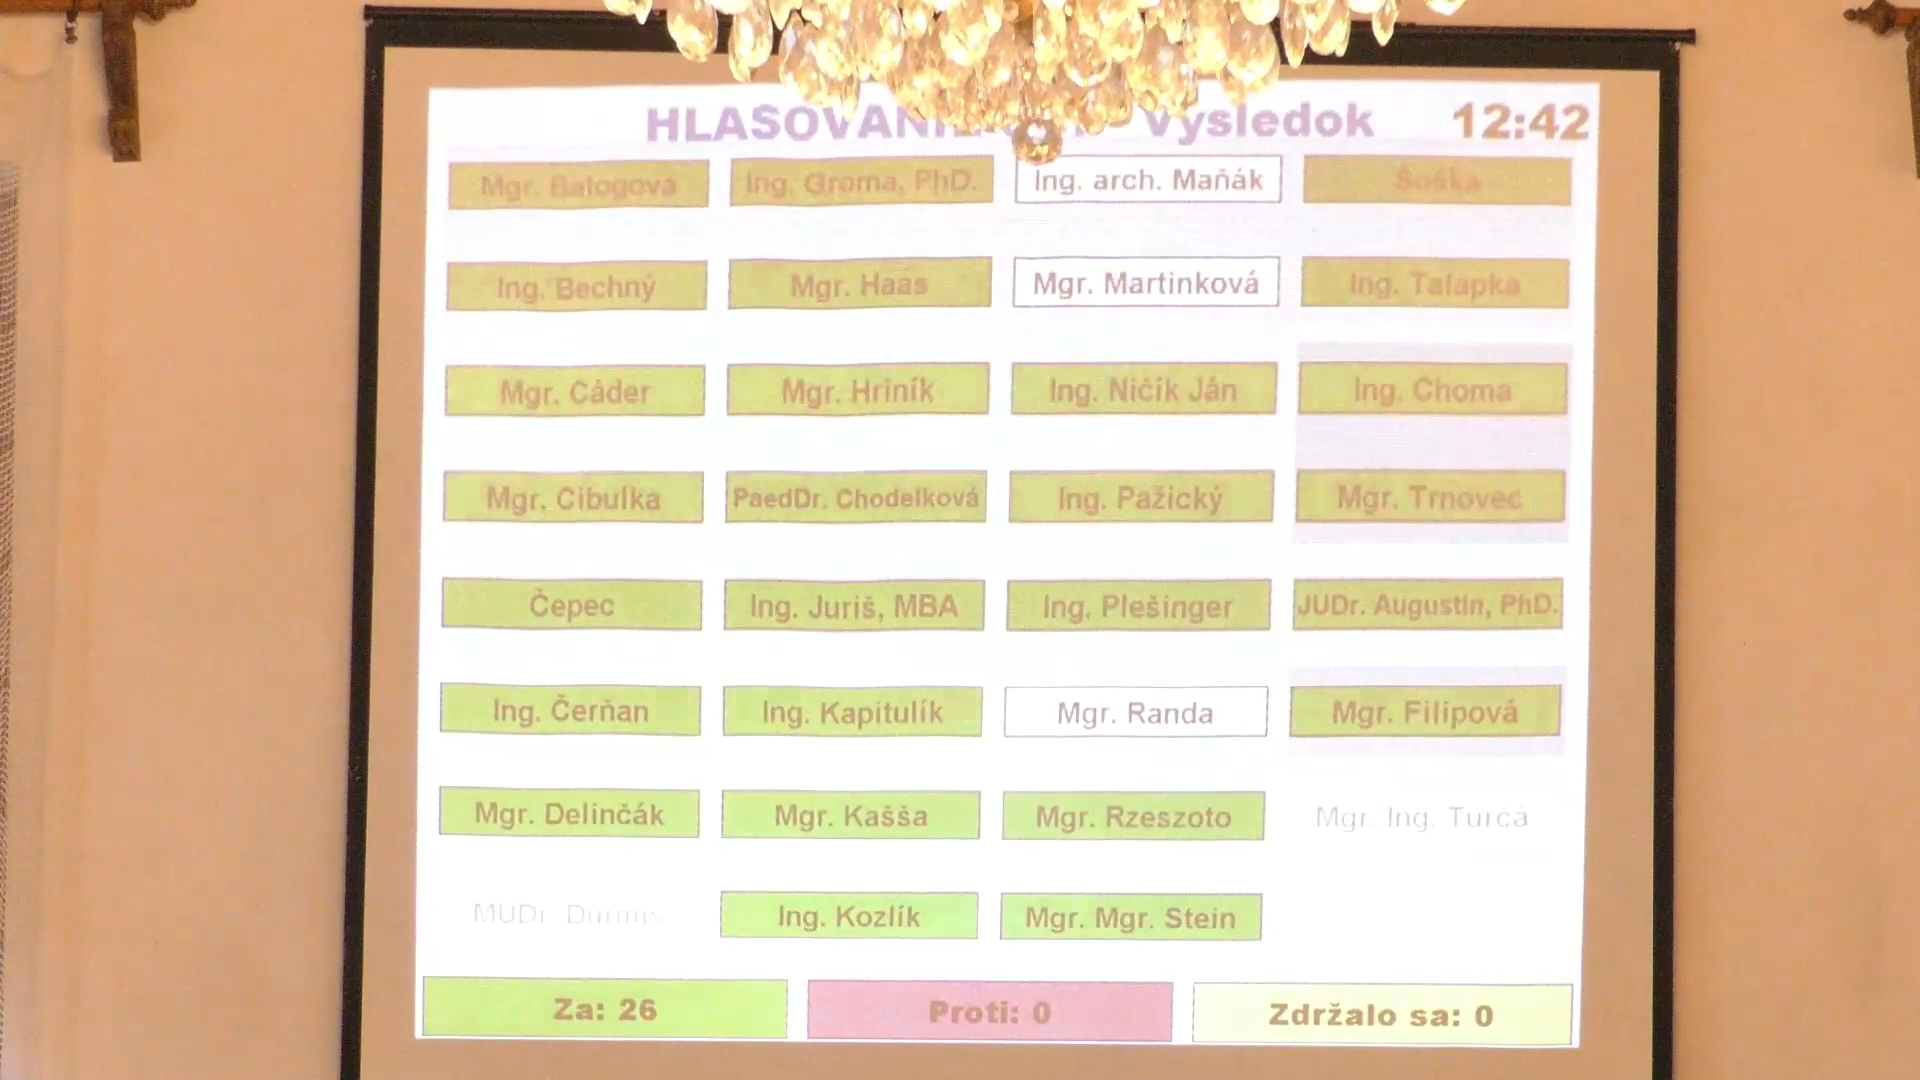 HLASOVANI Výsledok 12:42
Mgr. Balogová Ing. Groma, PhD. Ing. arch. Maňák Šoška
Ing. Bechný Mgr. Haas Mgr. Martinková Ing. Talapka
Mgr. Cáder Mgr. Hriník Ing. Ničík Ján Ing. Choma
Mgr. Cibulka PaedDr. Chodelková Ing. Pažický Mgr. Trnovec
Čepec Ing. Juriš, MBA Ing. Plešinger JUDr. Augustín, PhD.
Ing. Čerňan Ing. Kapitulík Mgr. Randa Mgr. Filipová
Mgr. Delinčák Mgr. Kašša Mgr. Rzeszoto Mgr. Ing. Turčá
MUDr. Ing. Kozlík Mgr. Mgr. Stein
Za: 26 Proti: 0 Zdržalo sa: 0